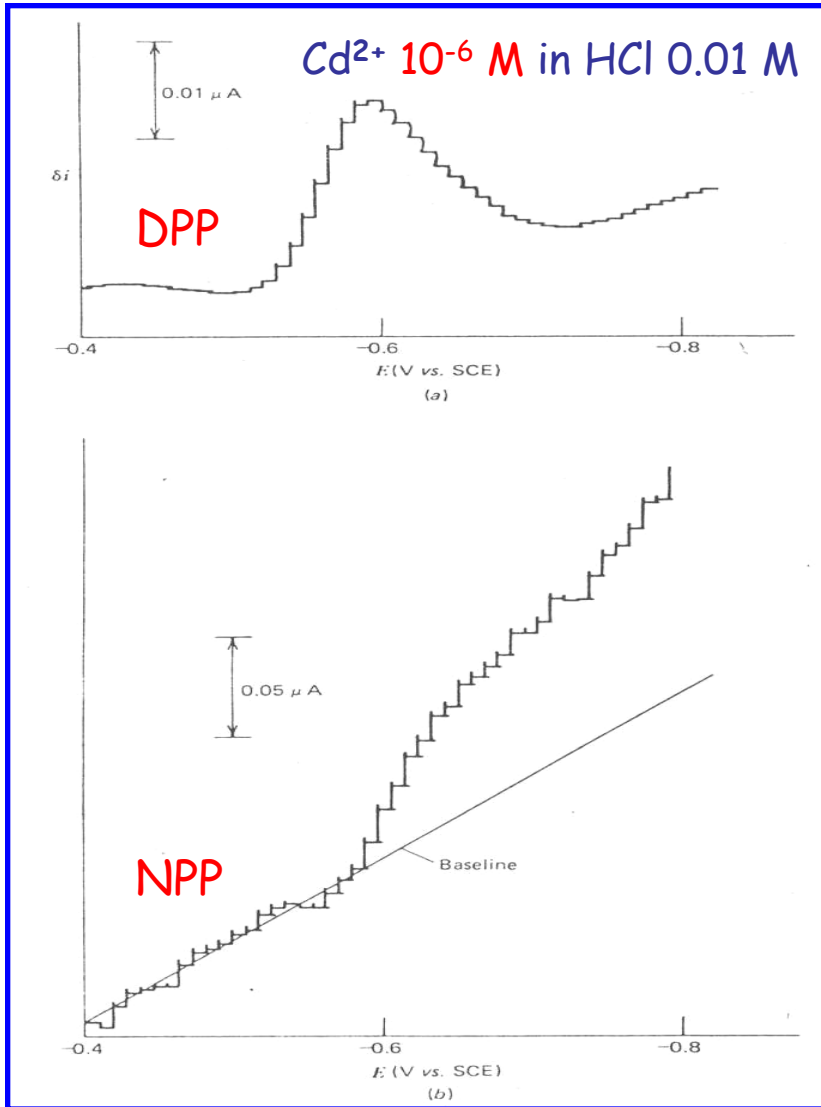 Cd²⁺ 10⁻⁶ M in HCl 0.01 M
0.01 μA
δi
DPP
−0.4
−0.6
−0.8
E(V vs. SCE)
(a)
0.05 μA
NPP
Baseline
−0.4
−0.6
−0.8
E(V vs. SCE)
(b)